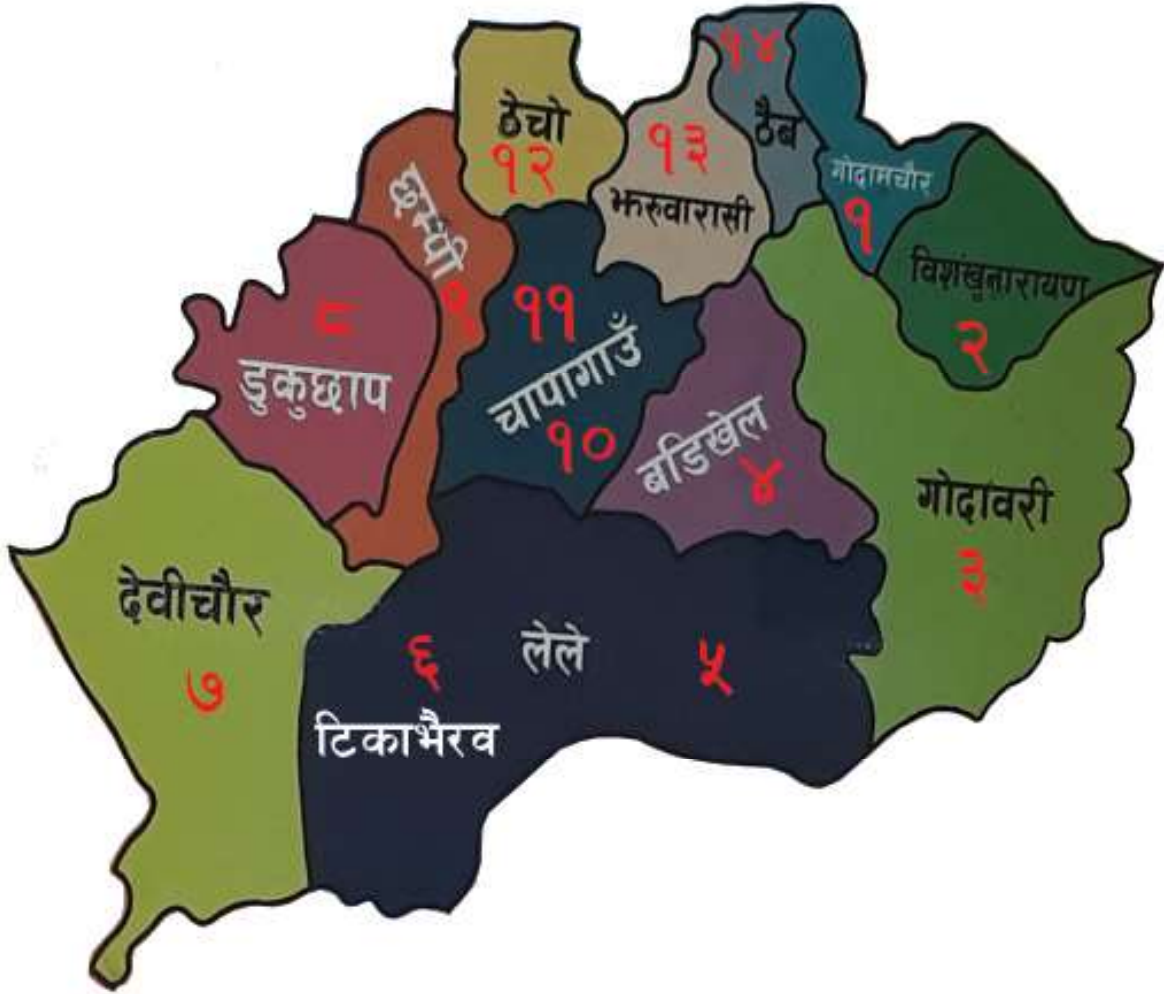 १४
ठैब
ठेचो
१२
१३
झरुवारासी
गोदामचौर
१
छम्पी
९
विशंखुनारायण
२
८
डुकुछाप
११
चापागाउँ
१०
बडिखेल
४
गोदावरी
३
देवीचौर
७
६
लेले
५
टिकाभैरव